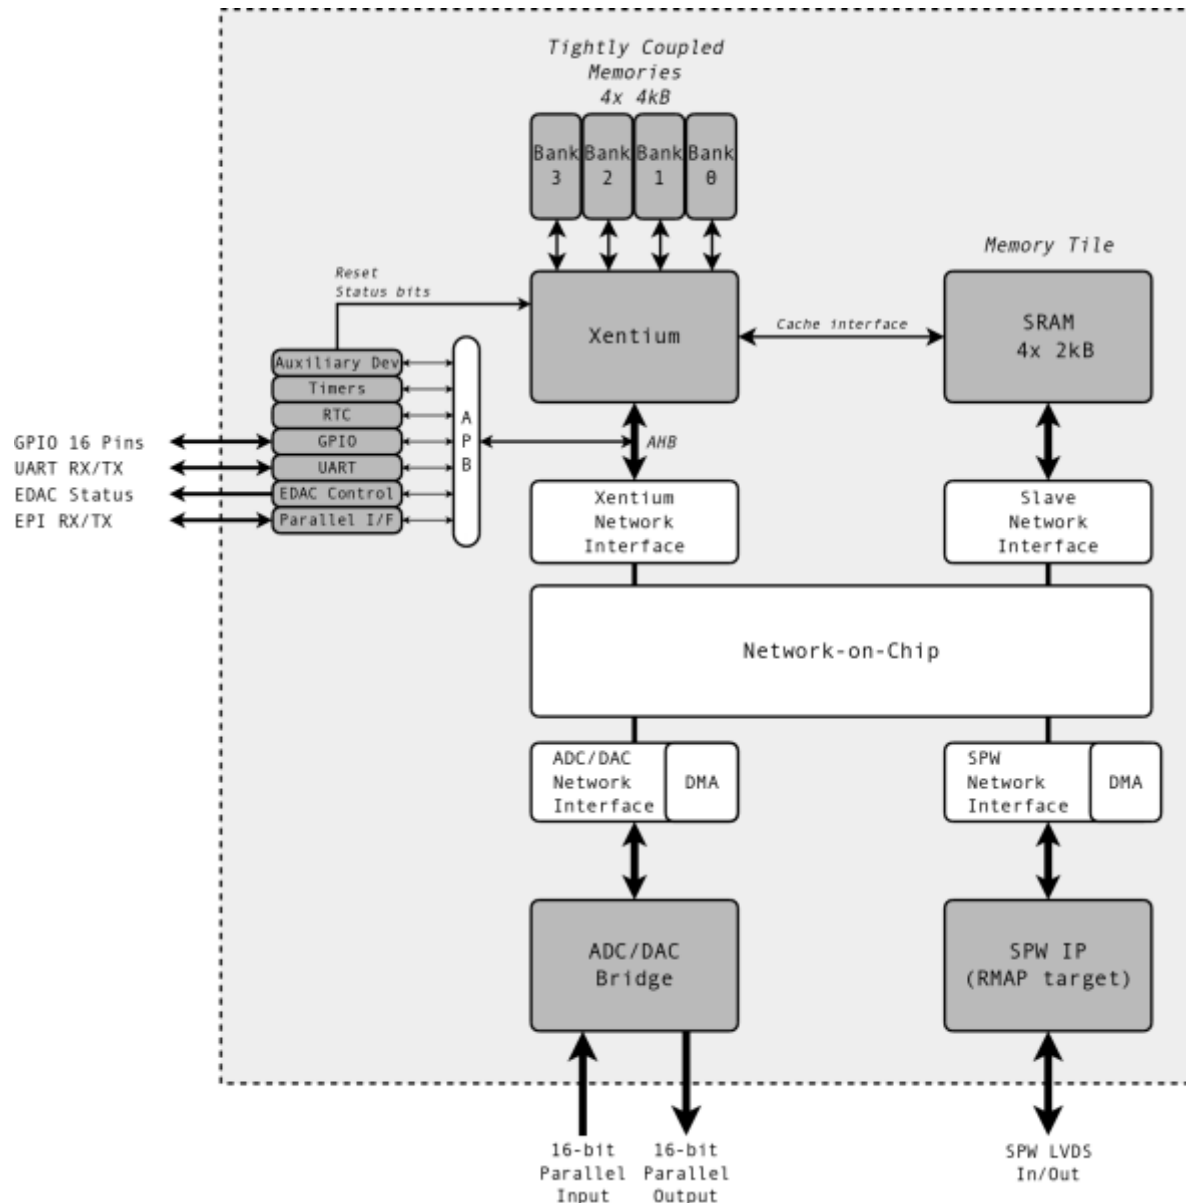 Tightly Coupled
Memories
4x 4kB
Bank
3
Bank
2
Bank
1
Bank
0
Memory Tile
Reset
Status bits
Xentium
Cache interface
SRAM
4x 2kB
Auxiliary Dev
Timers
RTC
GPIO
UART
EDAC Control
Parallel I/F
A
P
B
AHB
GPIO 16 Pins
UART RX/TX
EDAC Status
EPI RX/TX
Xentium
Network
Interface
Slave
Network
Interface
Network-on-Chip
ADC/DAC
Network
Interface
DMA
SPW
Network
Interface
DMA
ADC/DAC
Bridge
SPW IP
(RMAP target)
16-bit
Parallel
Input
16-bit
Parallel
Output
SPW LVDS
In/Out